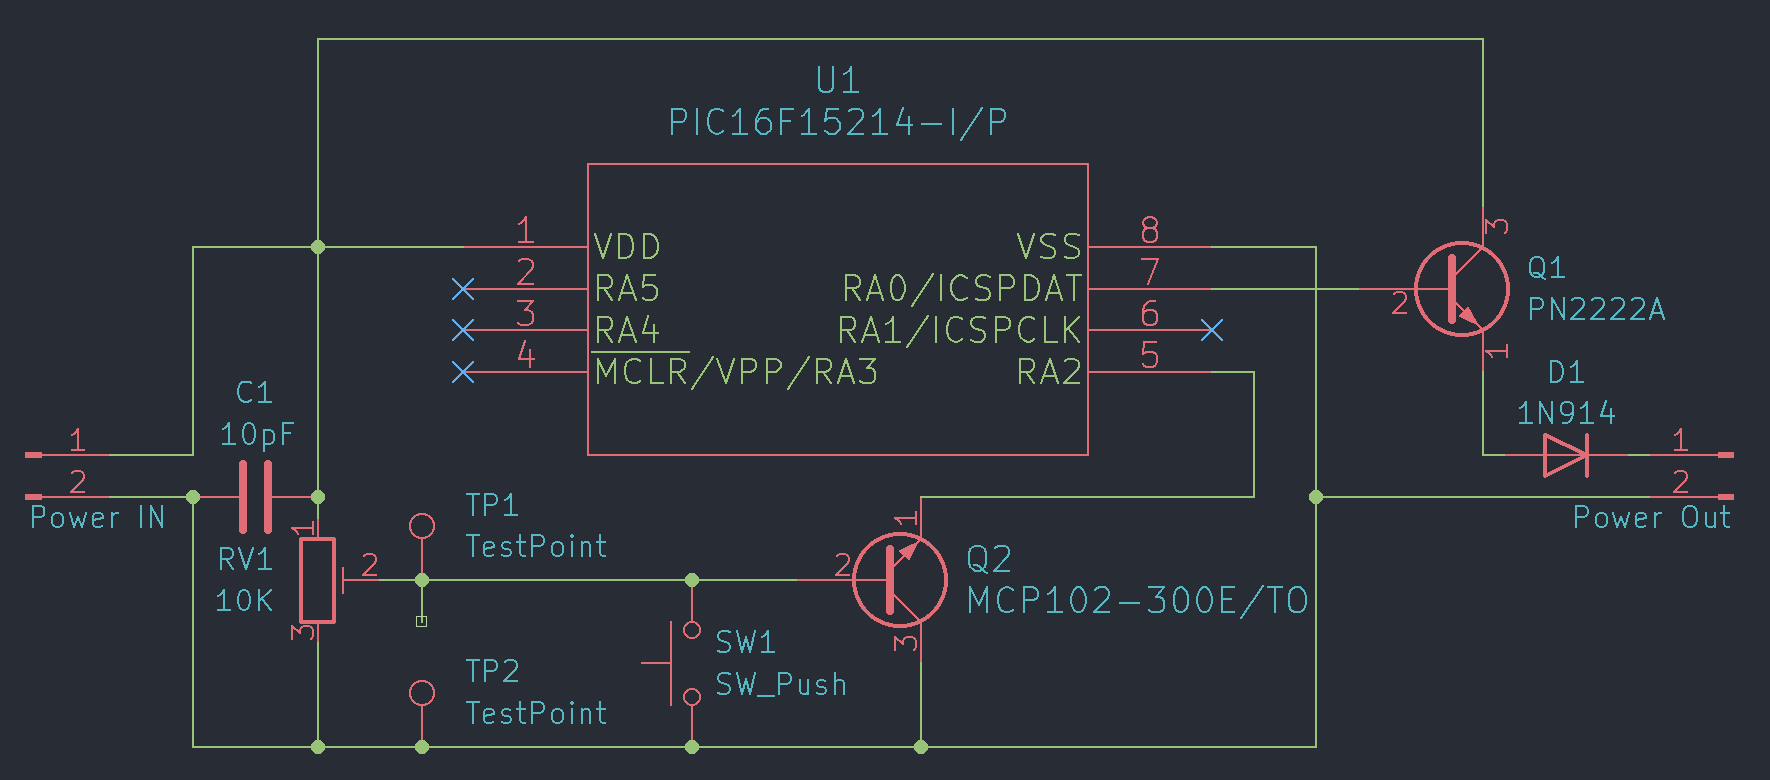 U1
PIC16F15214-I/P
1
VDD
VSS
8
3
2
RA5
RA0/ICSPDAT
7
2
Q1
PN2222A
3
RA4
RA1/ICSPCLK
6
4
MCLR/VPP/RA3
RA2
5
1
D1
1N914
C1
10pF
1
2
Power IN
1
2
Power Out
RV1
10K
1
2
3
TP1
TestPoint
1
2
3
Q2
MCP102-300E/TO
SW1
SW_Push
TP2
TestPoint